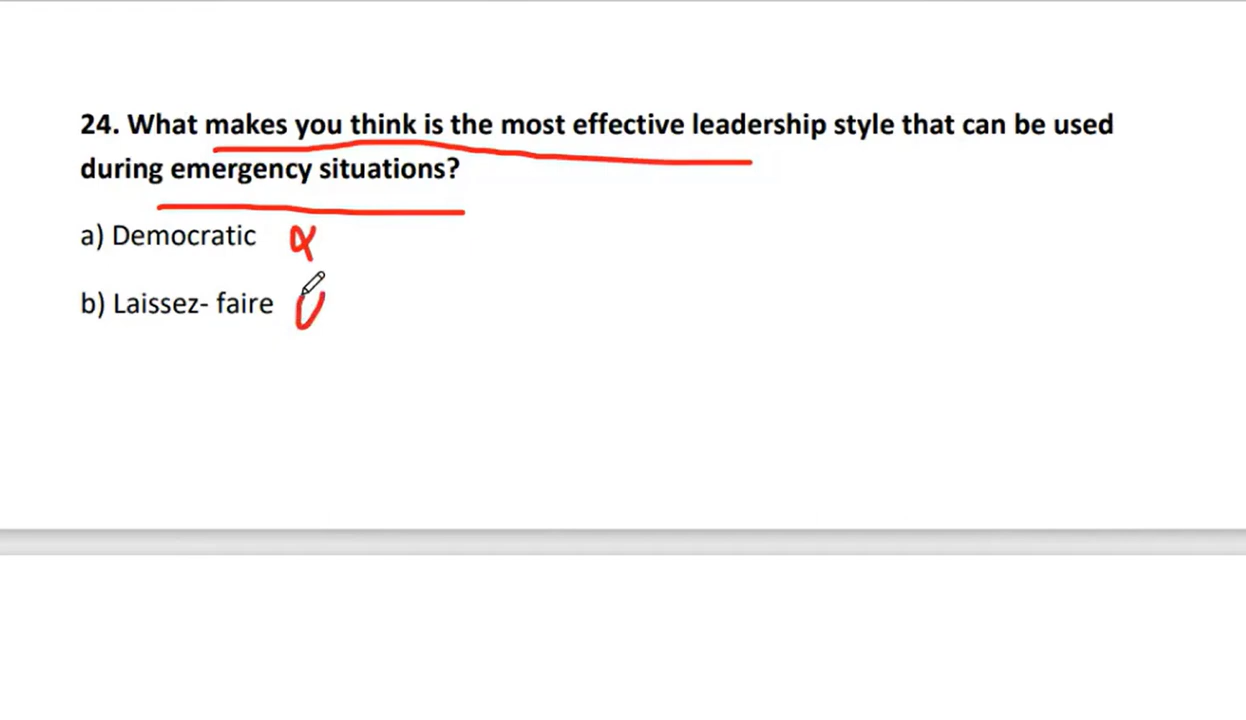 24. What makes you think is the most effective leadership style that can be used
during emergency situations?
a) Democratic
b) Laissez- faire